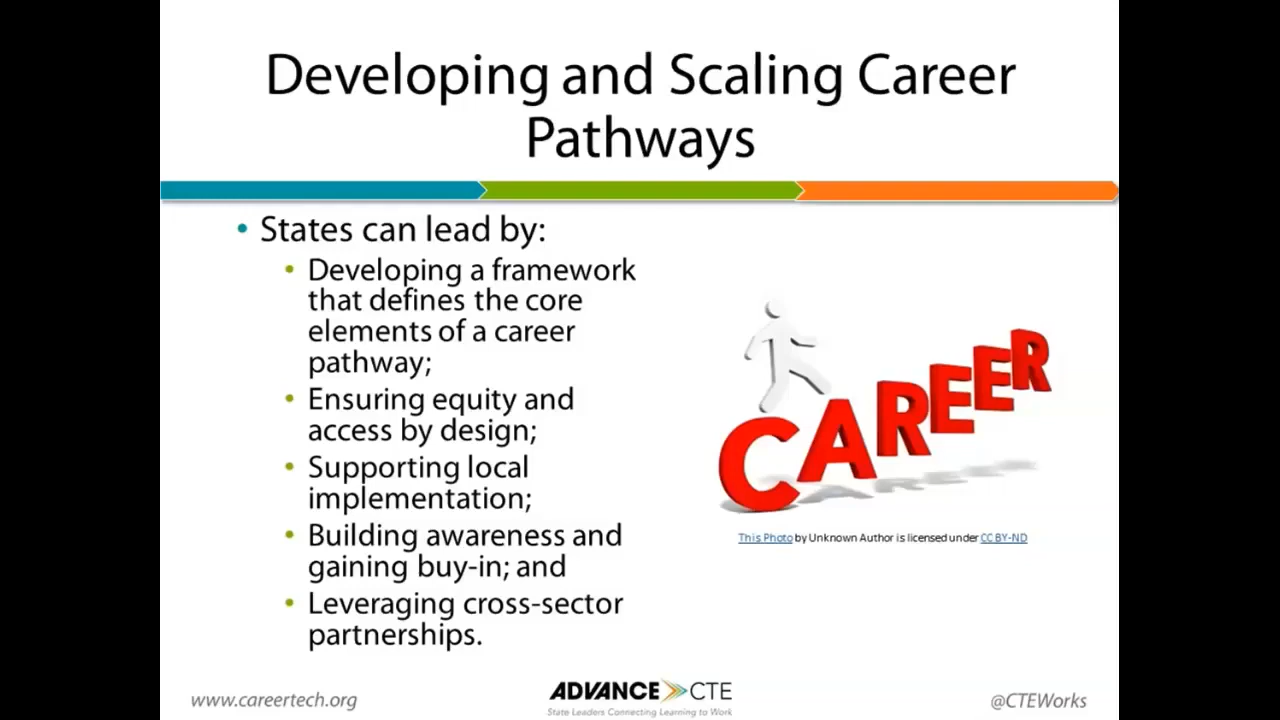 Developing and Scaling Career
Pathways
• States can lead by:
• Developing a framework
that defines the core
elements of a career
pathway;
• Ensuring equity and
access by design;
• Supporting local
implementation;
• Building awareness and
gaining buy-in; and
• Leveraging cross-sector
partnerships.
CAREER
This Photo by Unknown Author is licensed under CC BY-ND
www.careertech.org
ADVANCE CTE
State Leaders Connecting Learning to Work
@CTEWorks